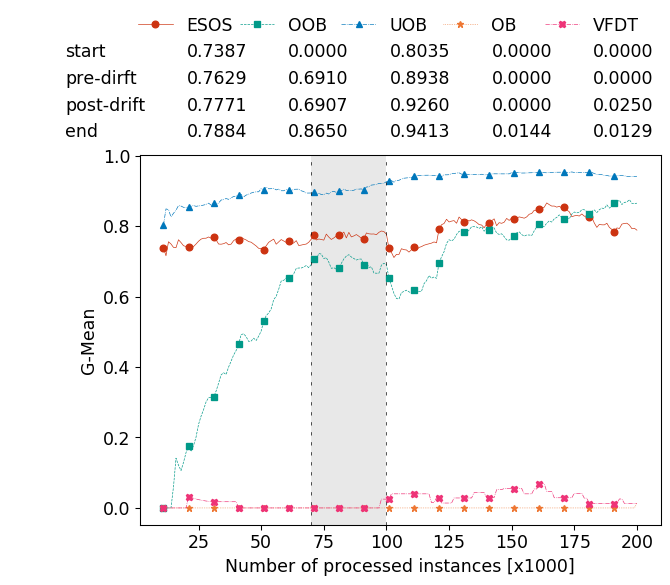 ESOS OOB UOB OB VFDT
start 0.7387 0.0000 0.8035 0.0000 0.0000
pre-dirft 0.7629 0.6910 0.8938 0.0000 0.0000
post-drift 0.7771 0.6907 0.9260 0.0000 0.0250
end 0.7884 0.8650 0.9413 0.0144 0.0129
1.0
0.8
0.6
0.4
0.2
0.0
G-Mean
25 50 75 100 125 150 175 200
Number of processed instances [x1000]